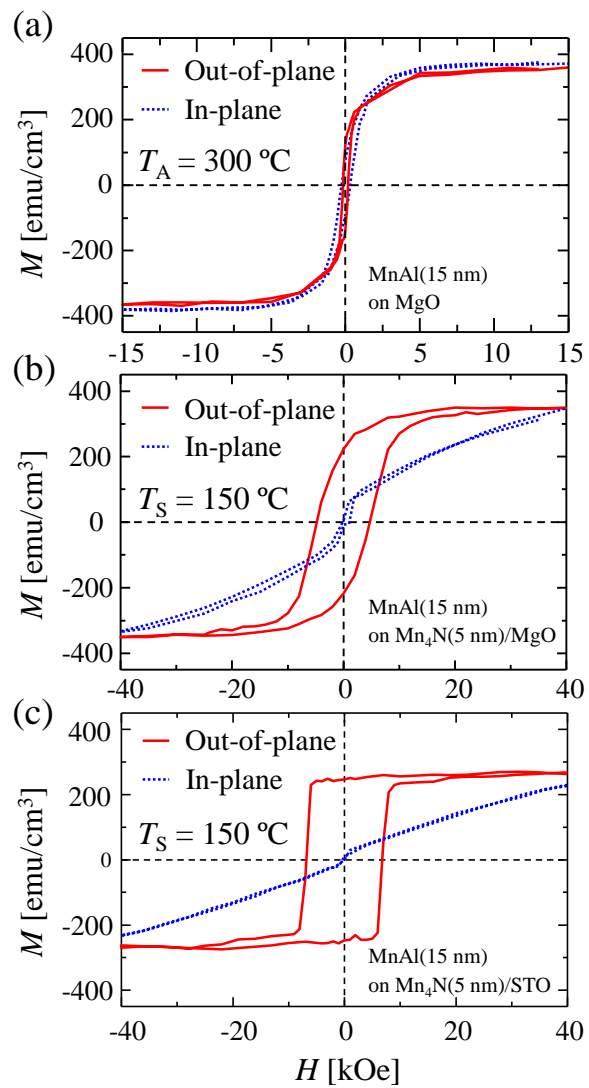 (a)
400
200
0
-200
-400
M [emu/cm³]
Out-of-plane
In-plane
T_A = 300 ºC
MnAl(15 nm)
on MgO
-15 -10 -5 0 5 10 15
(b)
400
200
0
-200
-400
M [emu/cm³]
Out-of-plane
In-plane
T_S = 150 ºC
MnAl(15 nm)
on Mn₄N(5 nm)/MgO
-40 -20 0 20 40
(c)
400
200
0
-200
-400
M [emu/cm³]
Out-of-plane
In-plane
T_S = 150 ºC
MnAl(15 nm)
on Mn₄N(5 nm)/STO
-40 -20 0 20 40
H [kOe]